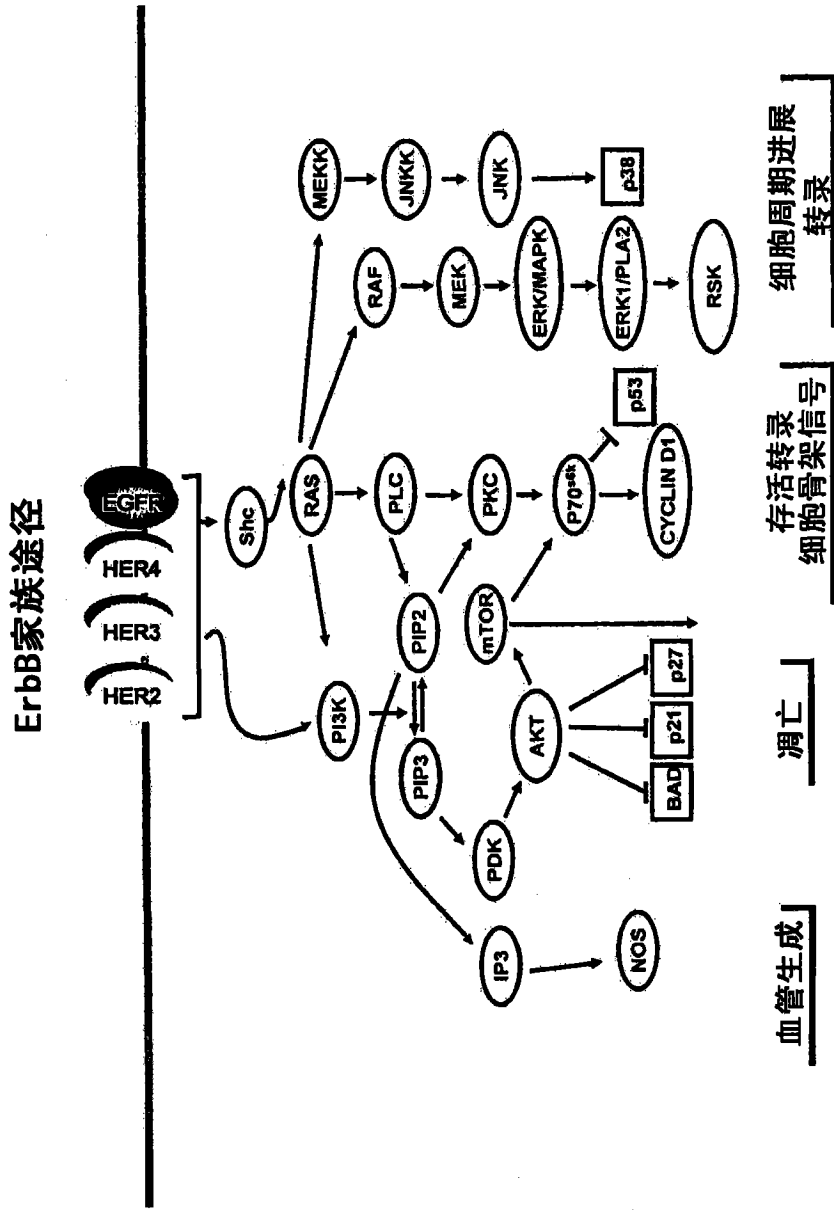 ErbB家族途径
HER2
HER3
HER4
EGFR
Shc
PI3K
RAS
MEKK
PIP3
PIP2
PLC
RAF
JNKK
PDK
IP3
AKT
mTOR
PKC
MEK
JNK
P70s6k
ERK/MAPK
p38
NOS
BAD
p21
p27
CYCLIN D1
p53
ERK1/PLA2
RSK
血管生成
凋亡
存活转录
细胞骨架信号
细胞周期进展
转录